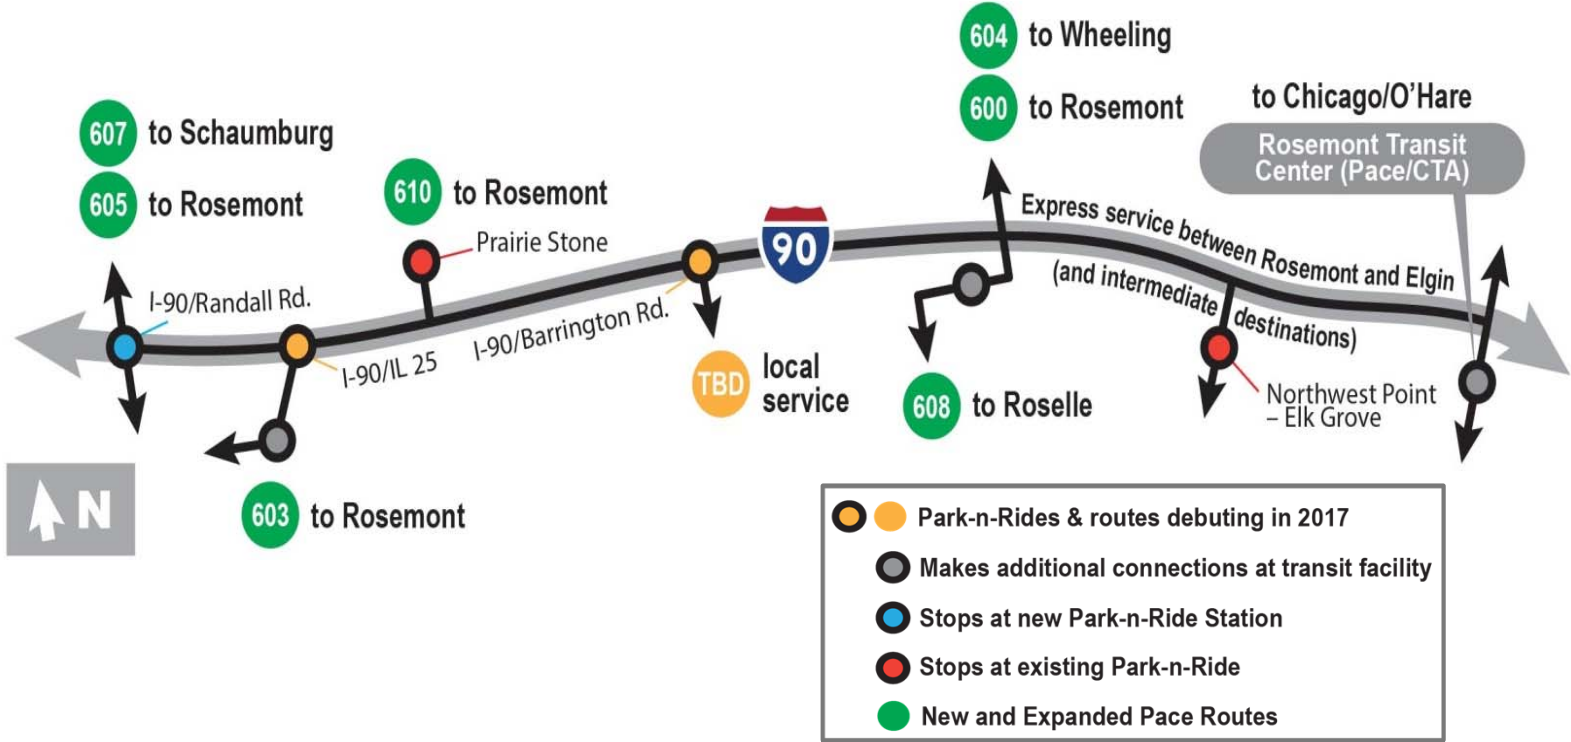 604 to Wheeling
600 to Rosemont
to Chicago/O'Hare
Rosemont Transit
Center (Pace/CTA)
607 to Schaumburg
605 to Rosemont
610 to Rosemont
Prairie Stone
90
Express service between Rosemont and Elgin
(and intermediate destinations)
I-90/Randall Rd.
I-90/IL 25
I-90/Barrington Rd.
TBD
local
service
608 to Roselle
Northwest Point
– Elk Grove
N
603 to Rosemont
Park-n-Rides & routes debuting in 2017
Makes additional connections at transit facility
Stops at new Park-n-Ride Station
Stops at existing Park-n-Ride
New and Expanded Pace Routes